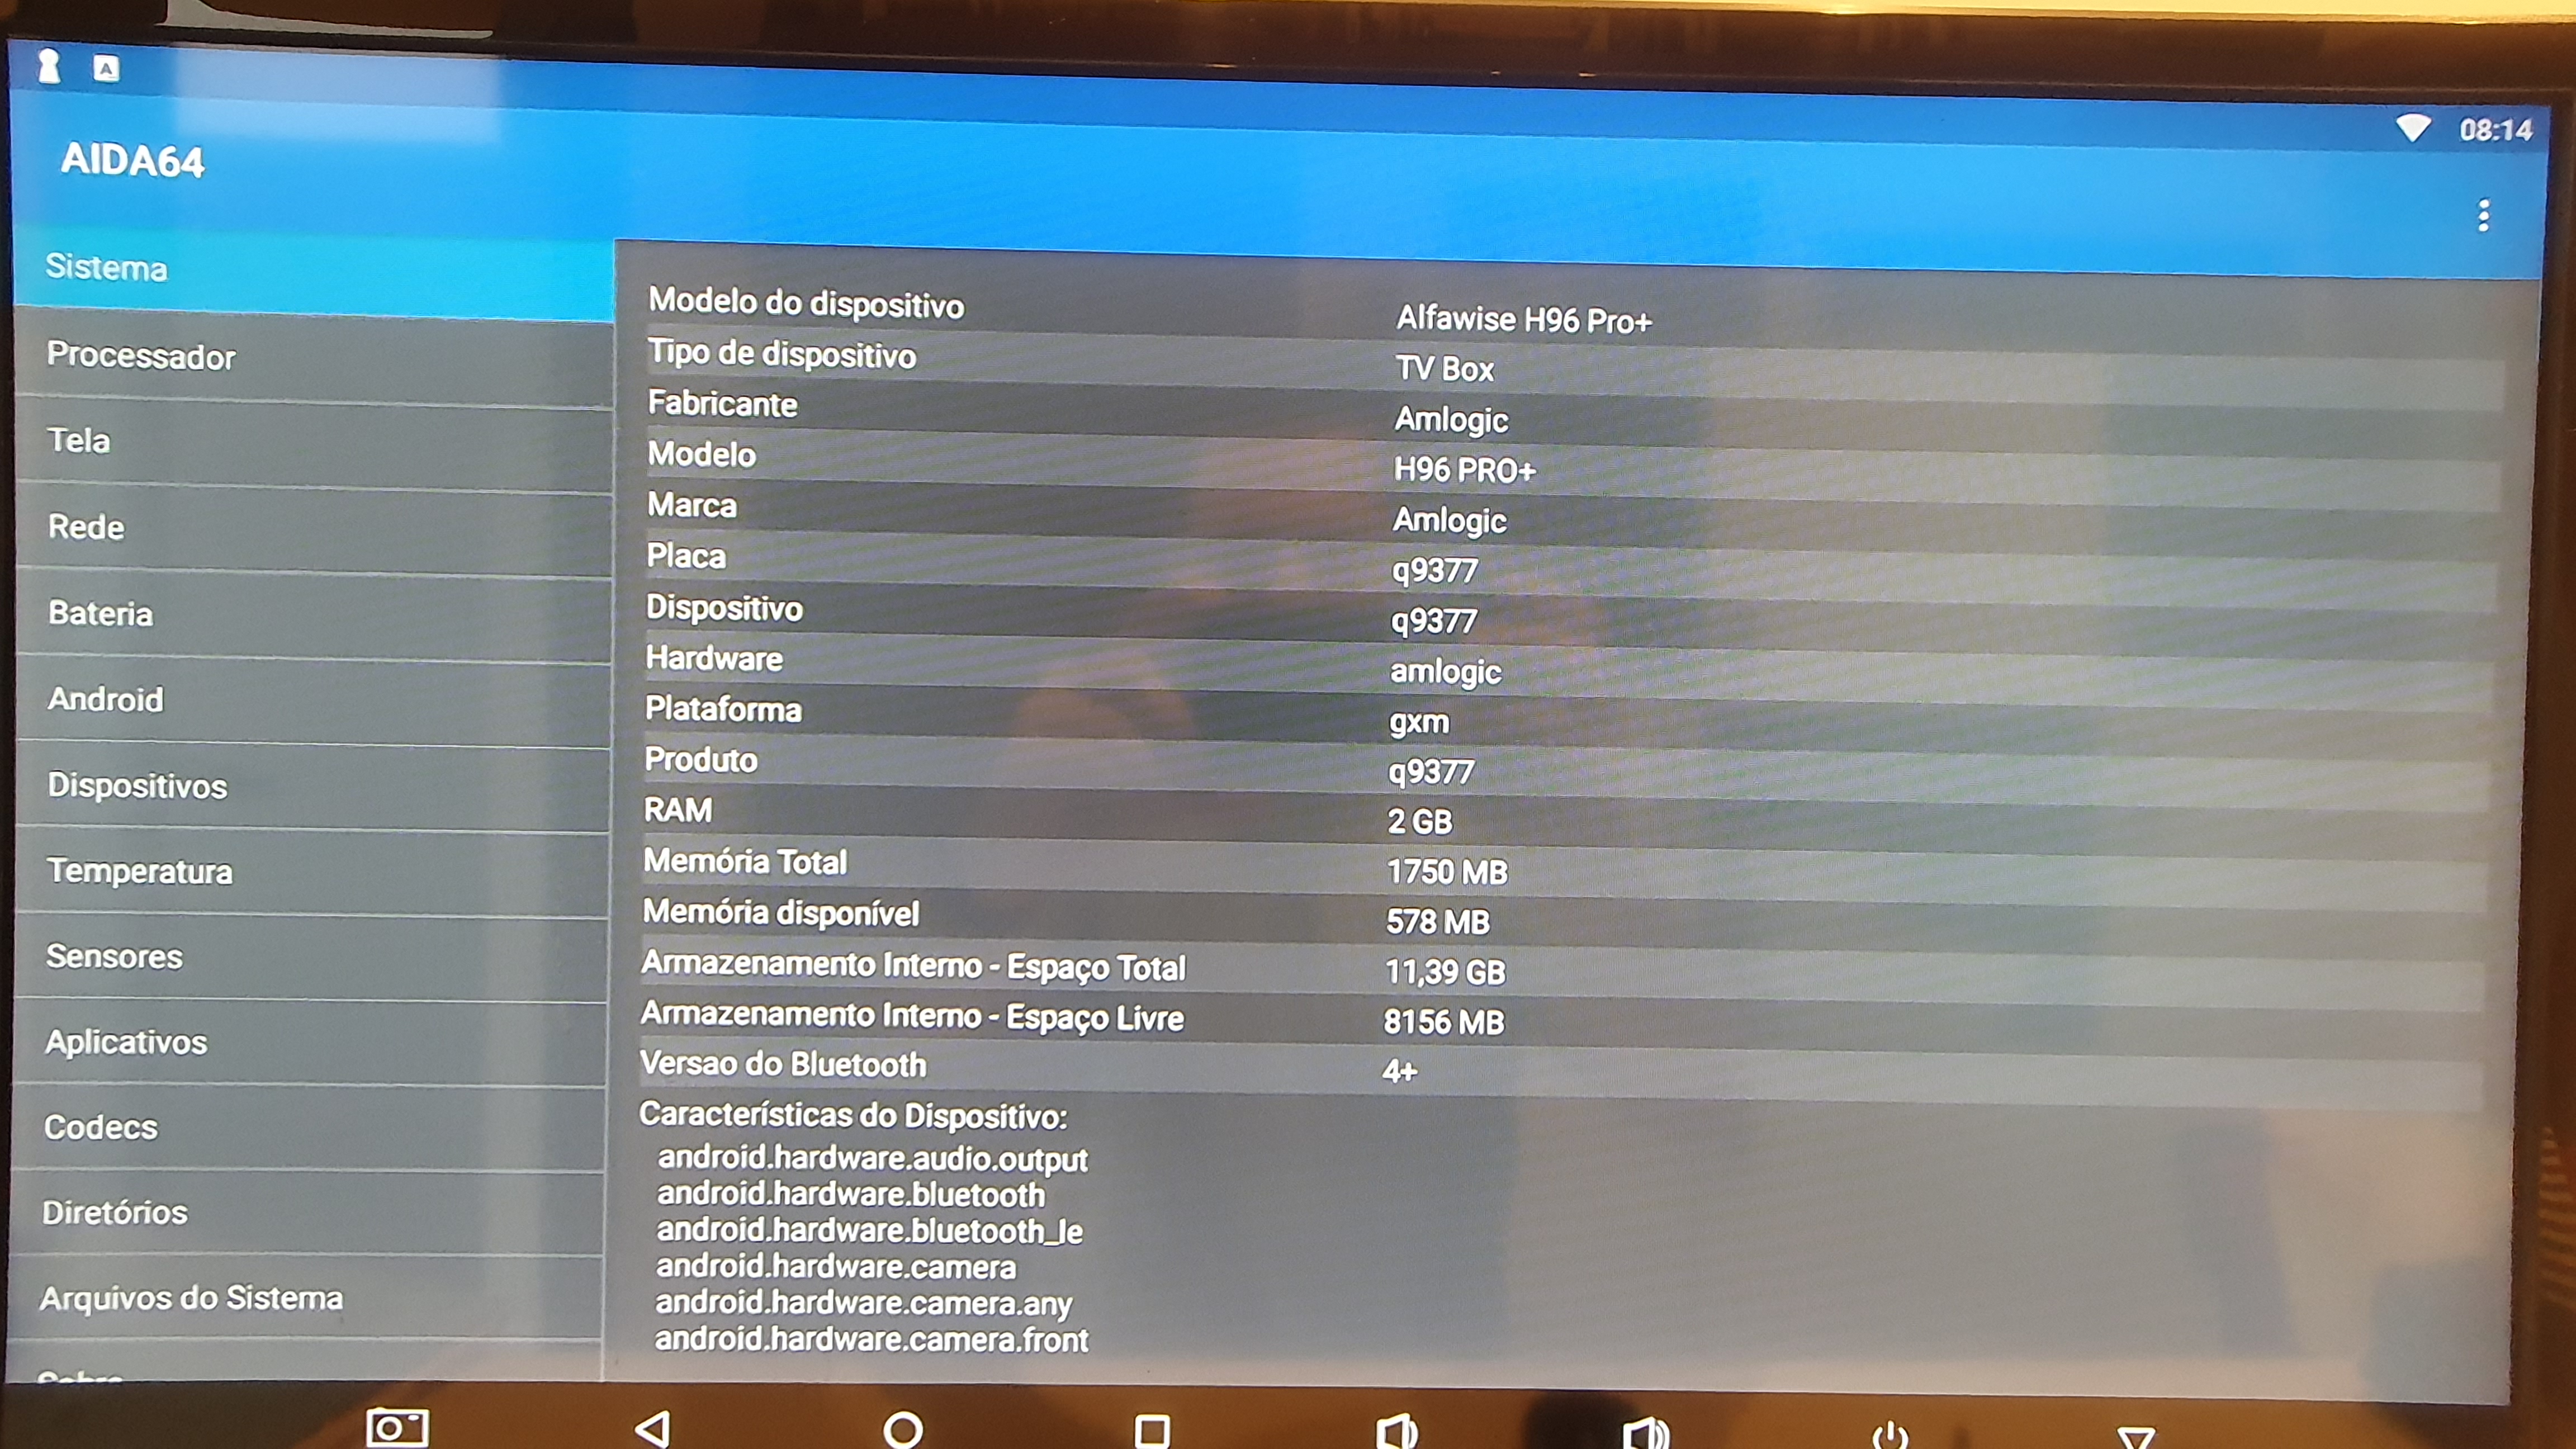 A
08:14
AIDA64
Sistema
Processador
Tela
Rede
Bateria
Android
Dispositivos
Temperatura
Sensores
Aplicativos
Codecs
Diretórios
Arquivos do Sistema
Modelo do dispositivo Alfawise H96 Pro+
Tipo de dispositivo TV Box
Fabricante Amlogic
Modelo H96 PRO+
Marca Amlogic
Placa q9377
Dispositivo q9377
Hardware amlogic
Plataforma gxm
Produto q9377
RAM 2 GB
Memória Total 1750 MB
Memória disponível 578 MB
Armazenamento Interno - Espaço Total 11,39 GB
Armazenamento Interno - Espaço Livre 8156 MB
Versao do Bluetooth 4+
Características do Dispositivo:
android.hardware.audio.output
android.hardware.bluetooth
android.hardware.bluetooth_le
android.hardware.camera
android.hardware.camera.any
android.hardware.camera.front